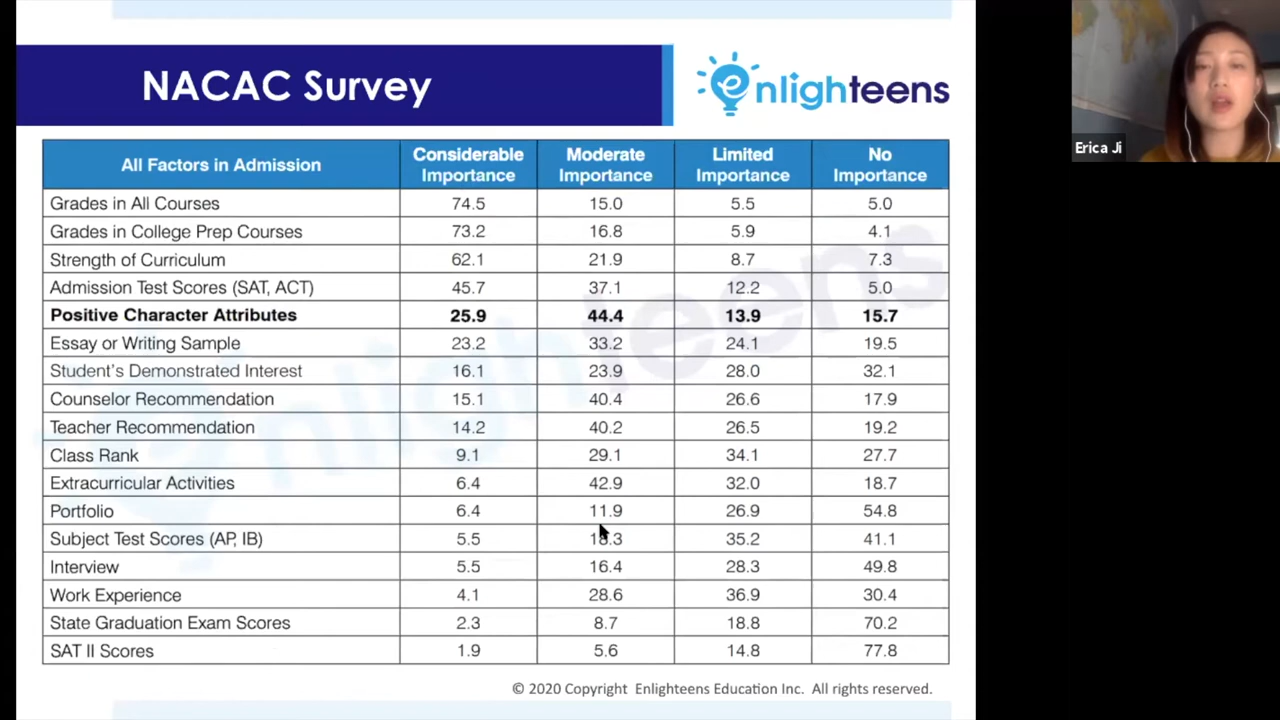 NACAC Survey
enlighteens
All Factors in Admission Considerable Importance Moderate Importance Limited Importance No Importance
Grades in All Courses 74.5 15.0 5.5 5.0
Grades in College Prep Courses 73.2 16.8 5.9 4.1
Strength of Curriculum 62.1 21.9 8.7 7.3
Admission Test Scores (SAT, ACT) 45.7 37.1 12.2 5.0
Positive Character Attributes 25.9 44.4 13.9 15.7
Essay or Writing Sample 23.2 33.2 24.1 19.5
Student's Demonstrated Interest 16.1 23.9 28.0 32.1
Counselor Recommendation 15.1 40.4 26.6 17.9
Teacher Recommendation 14.2 40.2 26.5 19.2
Class Rank 9.1 29.1 34.1 27.7
Extracurricular Activities 6.4 42.9 32.0 18.7
Portfolio 6.4 11.9 26.9 54.8
Subject Test Scores (AP, IB) 5.5 35.2 41.1
Interview 5.5 16.4 28.3 49.8
Work Experience 4.1 28.6 36.9 30.4
State Graduation Exam Scores 2.3 8.7 18.8 70.2
SAT II Scores 1.9 5.6 14.8 77.8
© 2020 Copyright Enlighteens Education Inc. All rights reserved.
Erica Ji
enlighteens